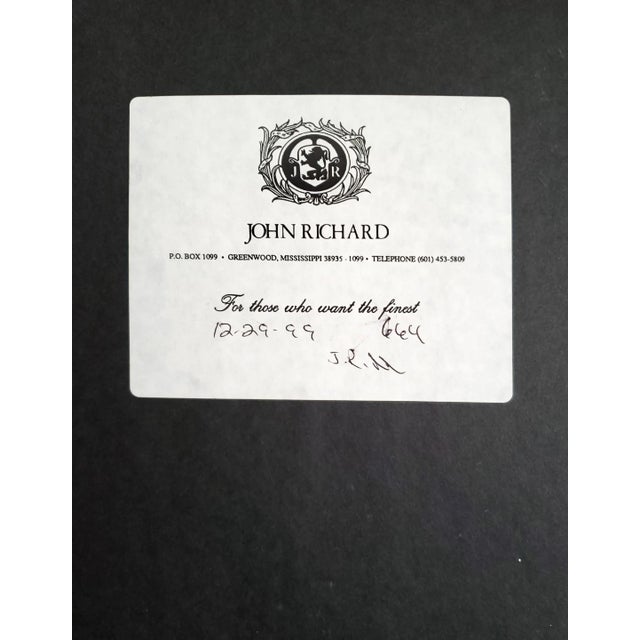 J R
JOHN RICHARD
P.O. BOX 1099 • GREENWOOD, MISSISSIPPI 38935 - 1099 • TELEPHONE (601) 453-5809
For those who want the finest
12-29-99 664